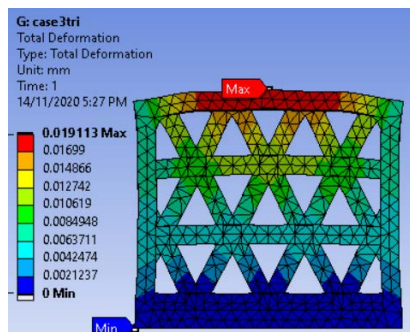 G: case3tri
Total Deformation
Type: Total Deformation
Unit: mm
Time: 1
14/11/2020 5:27 PM
Max
0.019113 Max
0.01699
0.014866
0.012742
0.010619
0.0084948
0.0063711
0.0042474
0.0021237
0 Min
Min